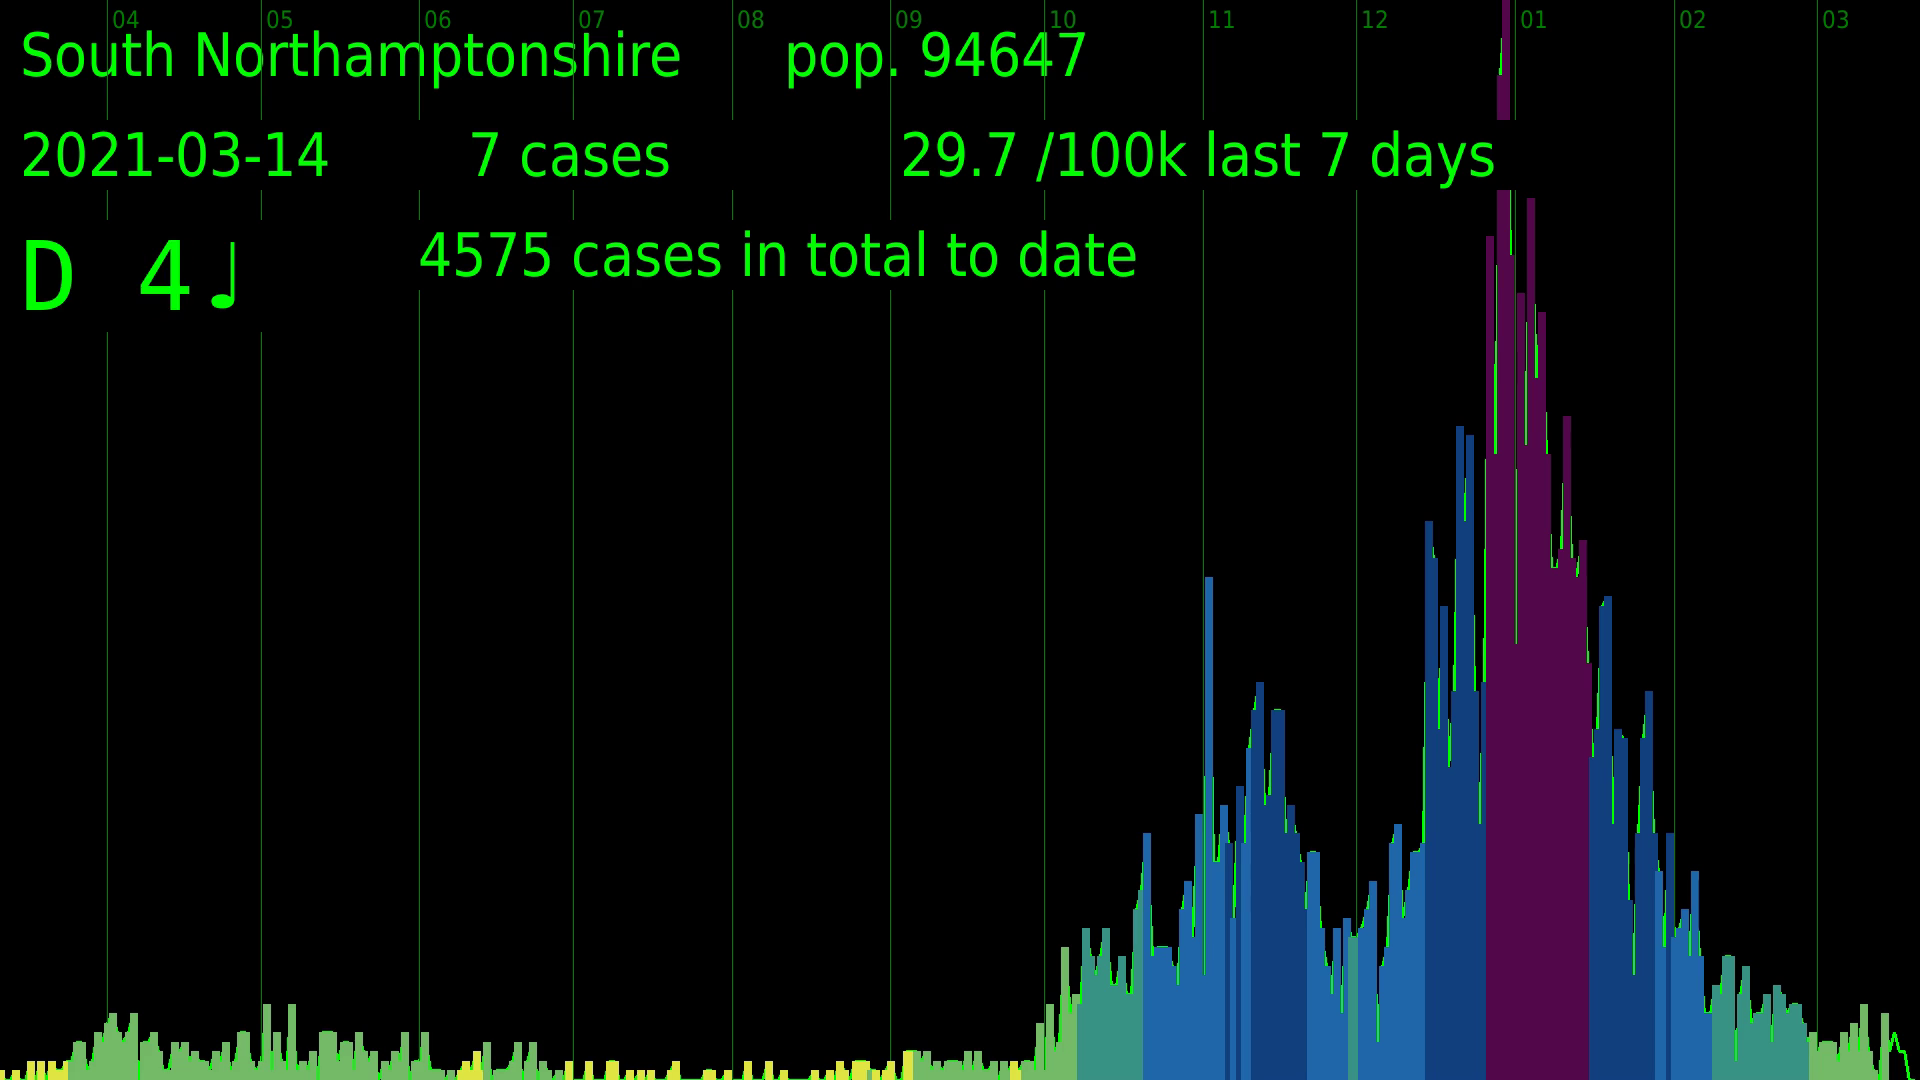 04 05 06 07 08 09 10 11 12 01 02 03
South Northamptonshire pop. 94647
2021-03-14 7 cases 29.7 /100k last 7 days
D 4♩ 4575 cases in total to date